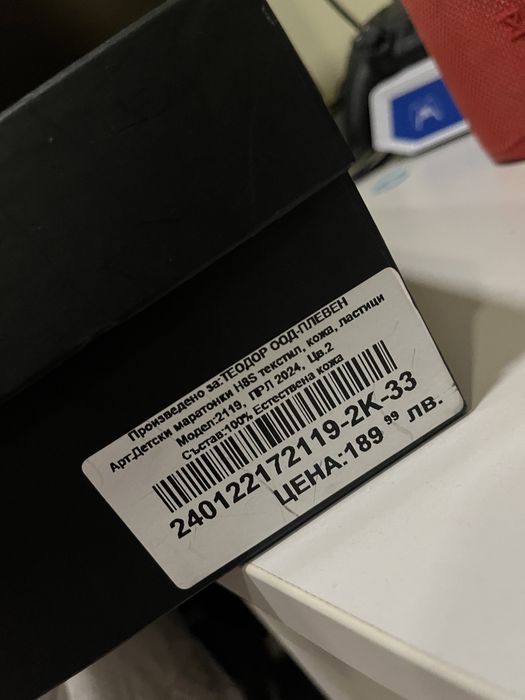 Произведено за:ТЕОДОР ООД-ПЛЕВЕН
Арт:Детски маратонки H8S текстил, кожа, ластици
Модел:2119, ПРЛ 2024, Цв.2
Състав:100% Естествена кожа
240122172119-2K-33
ЦЕНА:189 99 ЛВ.